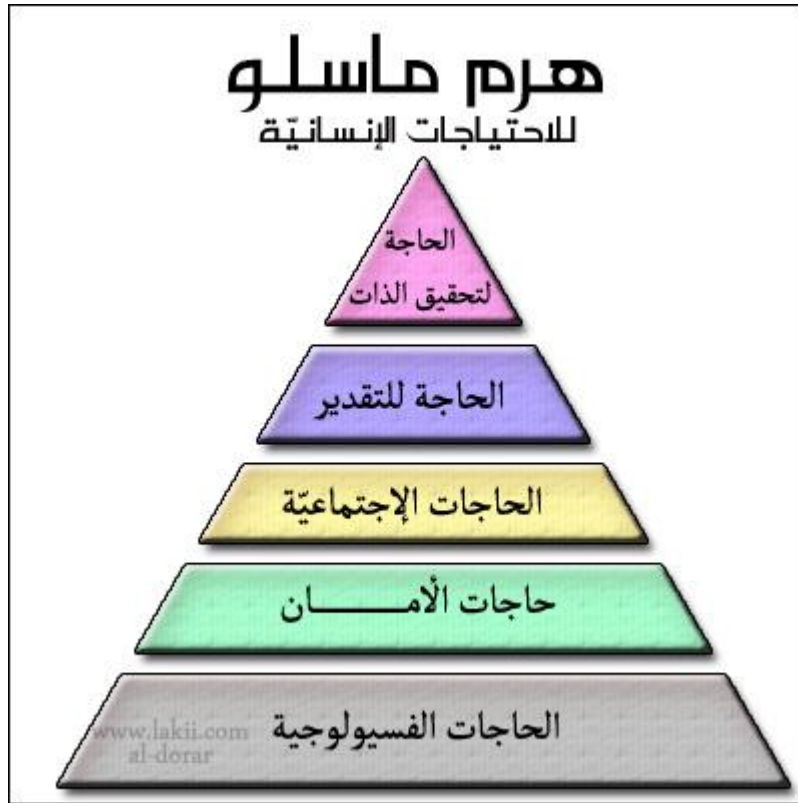 هرم ماسلو
للاحتياجات الإنسانيّة
الحاجة
لتحقيق الذات
الحاجة للتقدير
الحاجات الإجتماعيّة
حاجات الأمـــــــان
الحاجات الفسيولوجية
www.lakii.com
al-dorar